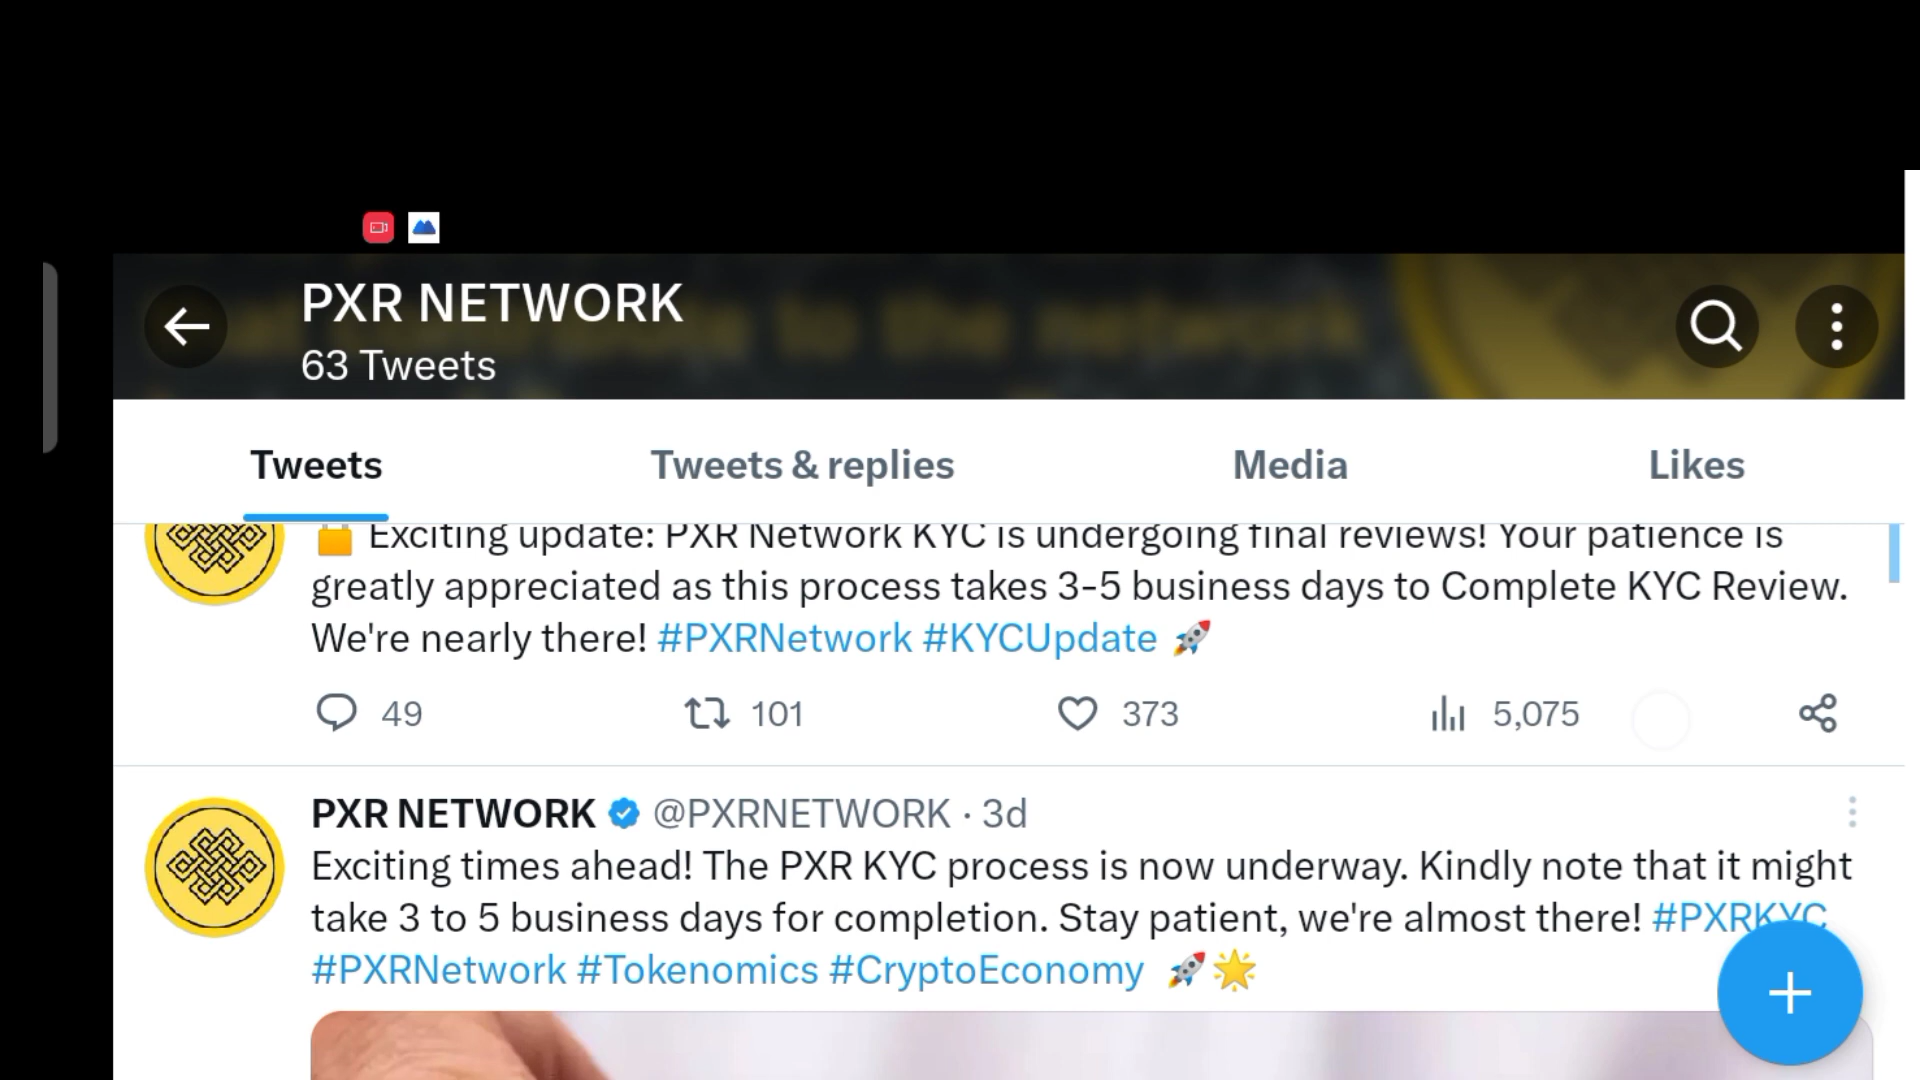 PXR NETWORK
63 Tweets
Tweets Tweets & replies Media Likes
Exciting update: PXR Network KYC is undergoing final reviews! Your patience is
greatly appreciated as this process takes 3-5 business days to Complete KYC Review.
We're nearly there! #PXRNetwork #KYCUpdate 🚀
49 101 373 5,075
PXR NETWORK @PXRNETWORK · 3d
Exciting times ahead! The PXR KYC process is now underway. Kindly note that it might
take 3 to 5 business days for completion. Stay patient, we're almost there! #PXRKYC
#PXRNetwork #Tokenomics #CryptoEconomy 🚀🌟